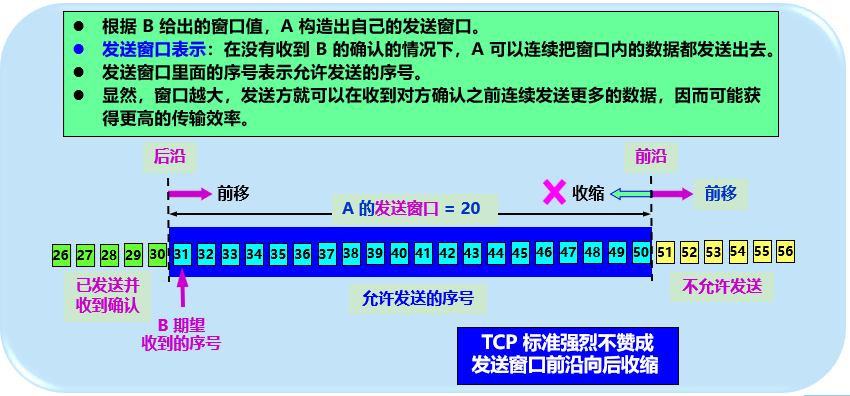 ● 根据 B 给出的窗口值，A 构造出自己的发送窗口。
● 发送窗口表示：在没有收到 B 的确认的情况下，A 可以连续把窗口内的数据都发送出去。
● 发送窗口里面的序号表示允许发送的序号。
● 显然，窗口越大，发送方就可以在收到对方确认之前连续发送更多的数据，因而可能获
得更高的传输效率。
后沿 前沿
前移 收缩 前移
A 的发送窗口 = 20
26 27 28 29 30 31 32 33 34 35 36 37 38 39 40 41 42 43 44 45 46 47 48 49 50 51 52 53 54 55 56
已发送并
收到确认
允许发送的序号
不允许发送
B 期望
收到的序号
TCP 标准强烈不赞成
发送窗口前沿向后收缩